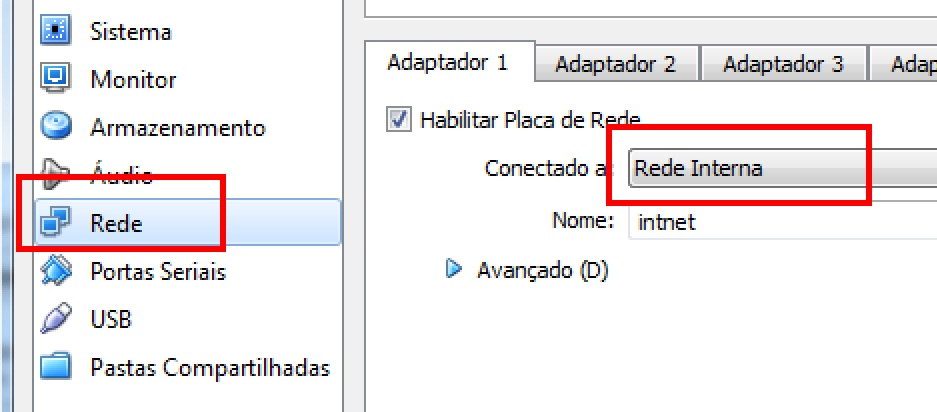 Sistema
Monitor
Armazenamento
Áudio
Rede
Portas Seriais
USB
Pastas Compartilhadas
Adaptador 1
Adaptador 2
Adaptador 3
Adap
Habilitar Placa de Rede
Conectado a:
Rede Interna
Nome:
intnet
Avançado (D)